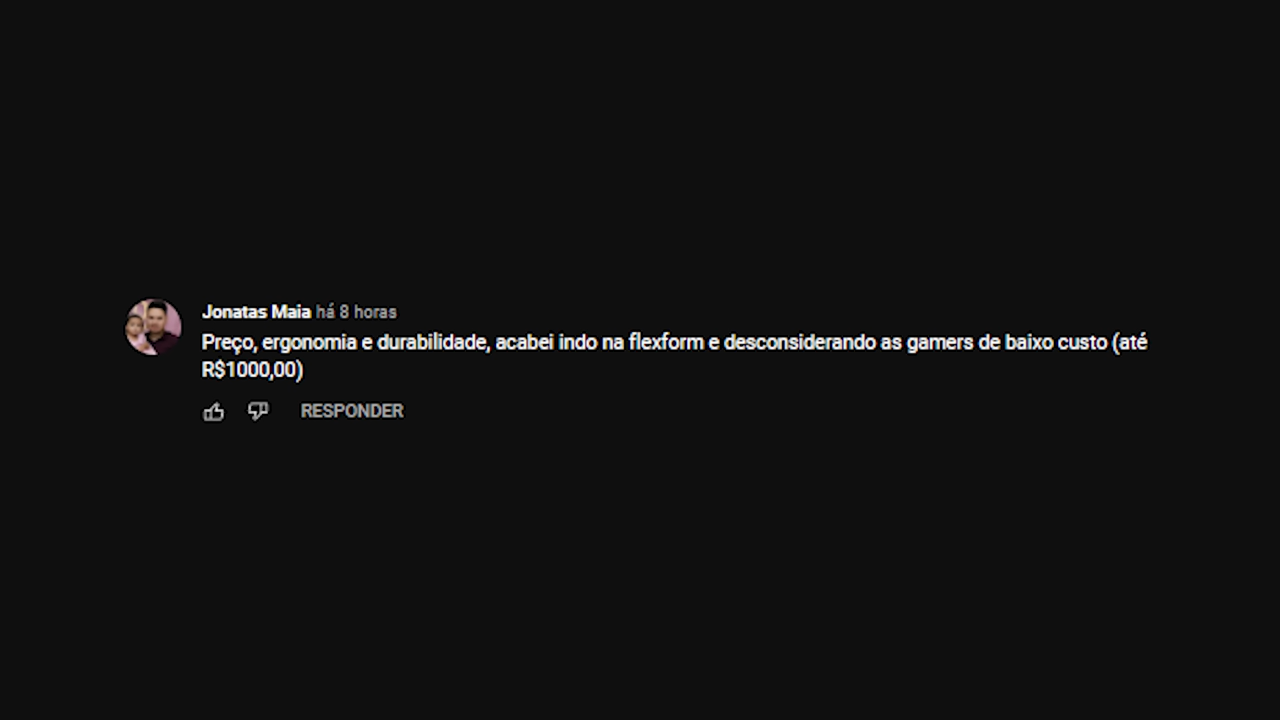 Jonatas Maia há 8 horas
Preço, ergonomia e durabilidade, acabei indo na flexform e desconsiderando as gamers de baixo custo (até
R$1000,00)
RESPONDER